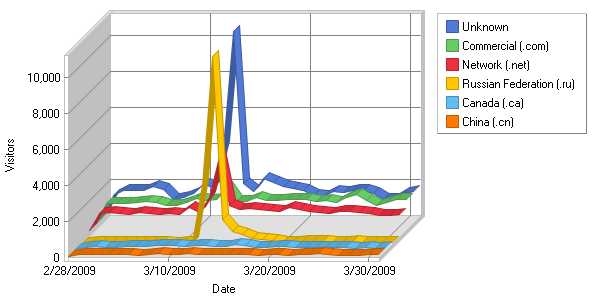 Unknown
Commercial (.com)
Network (.net)
Russian Federation (.ru)
Canada (.ca)
China (.cn)
Visitors
10,000
8,000
6,000
4,000
2,000
0
2/28/2009 3/10/2009 3/20/2009 3/30/2009
Date